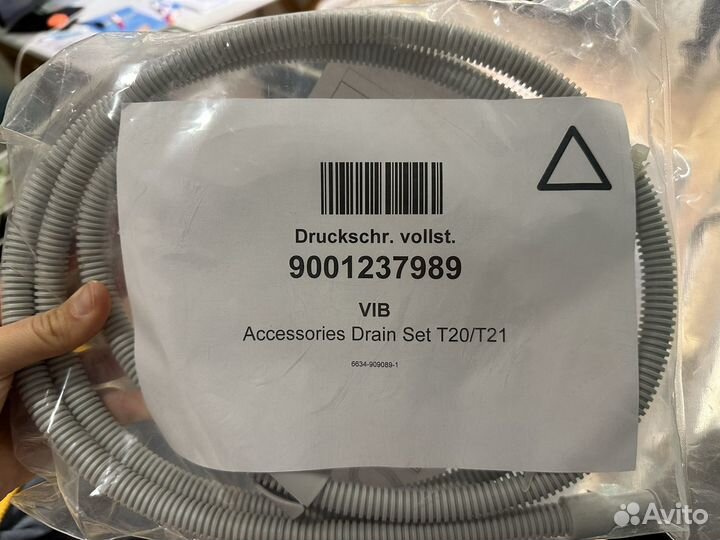 Druckschr. vollst.
9001237989
VIB
Accessories Drain Set T20/T21
6634-909089-1
Avito